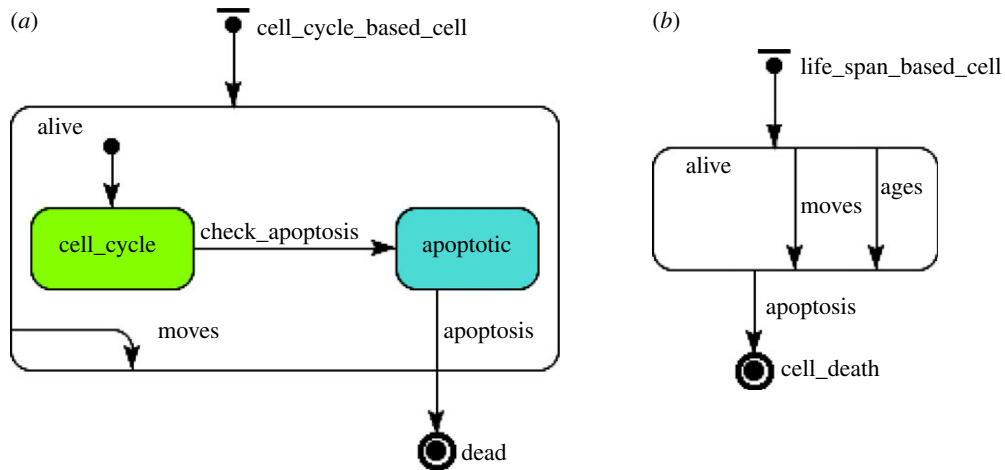 (a)
cell_cycle_based_cell
alive
cell_cycle
check_apoptosis
apoptotic
moves
apoptosis
dead
(b)
life_span_based_cell
alive
moves
ages
apoptosis
cell_death